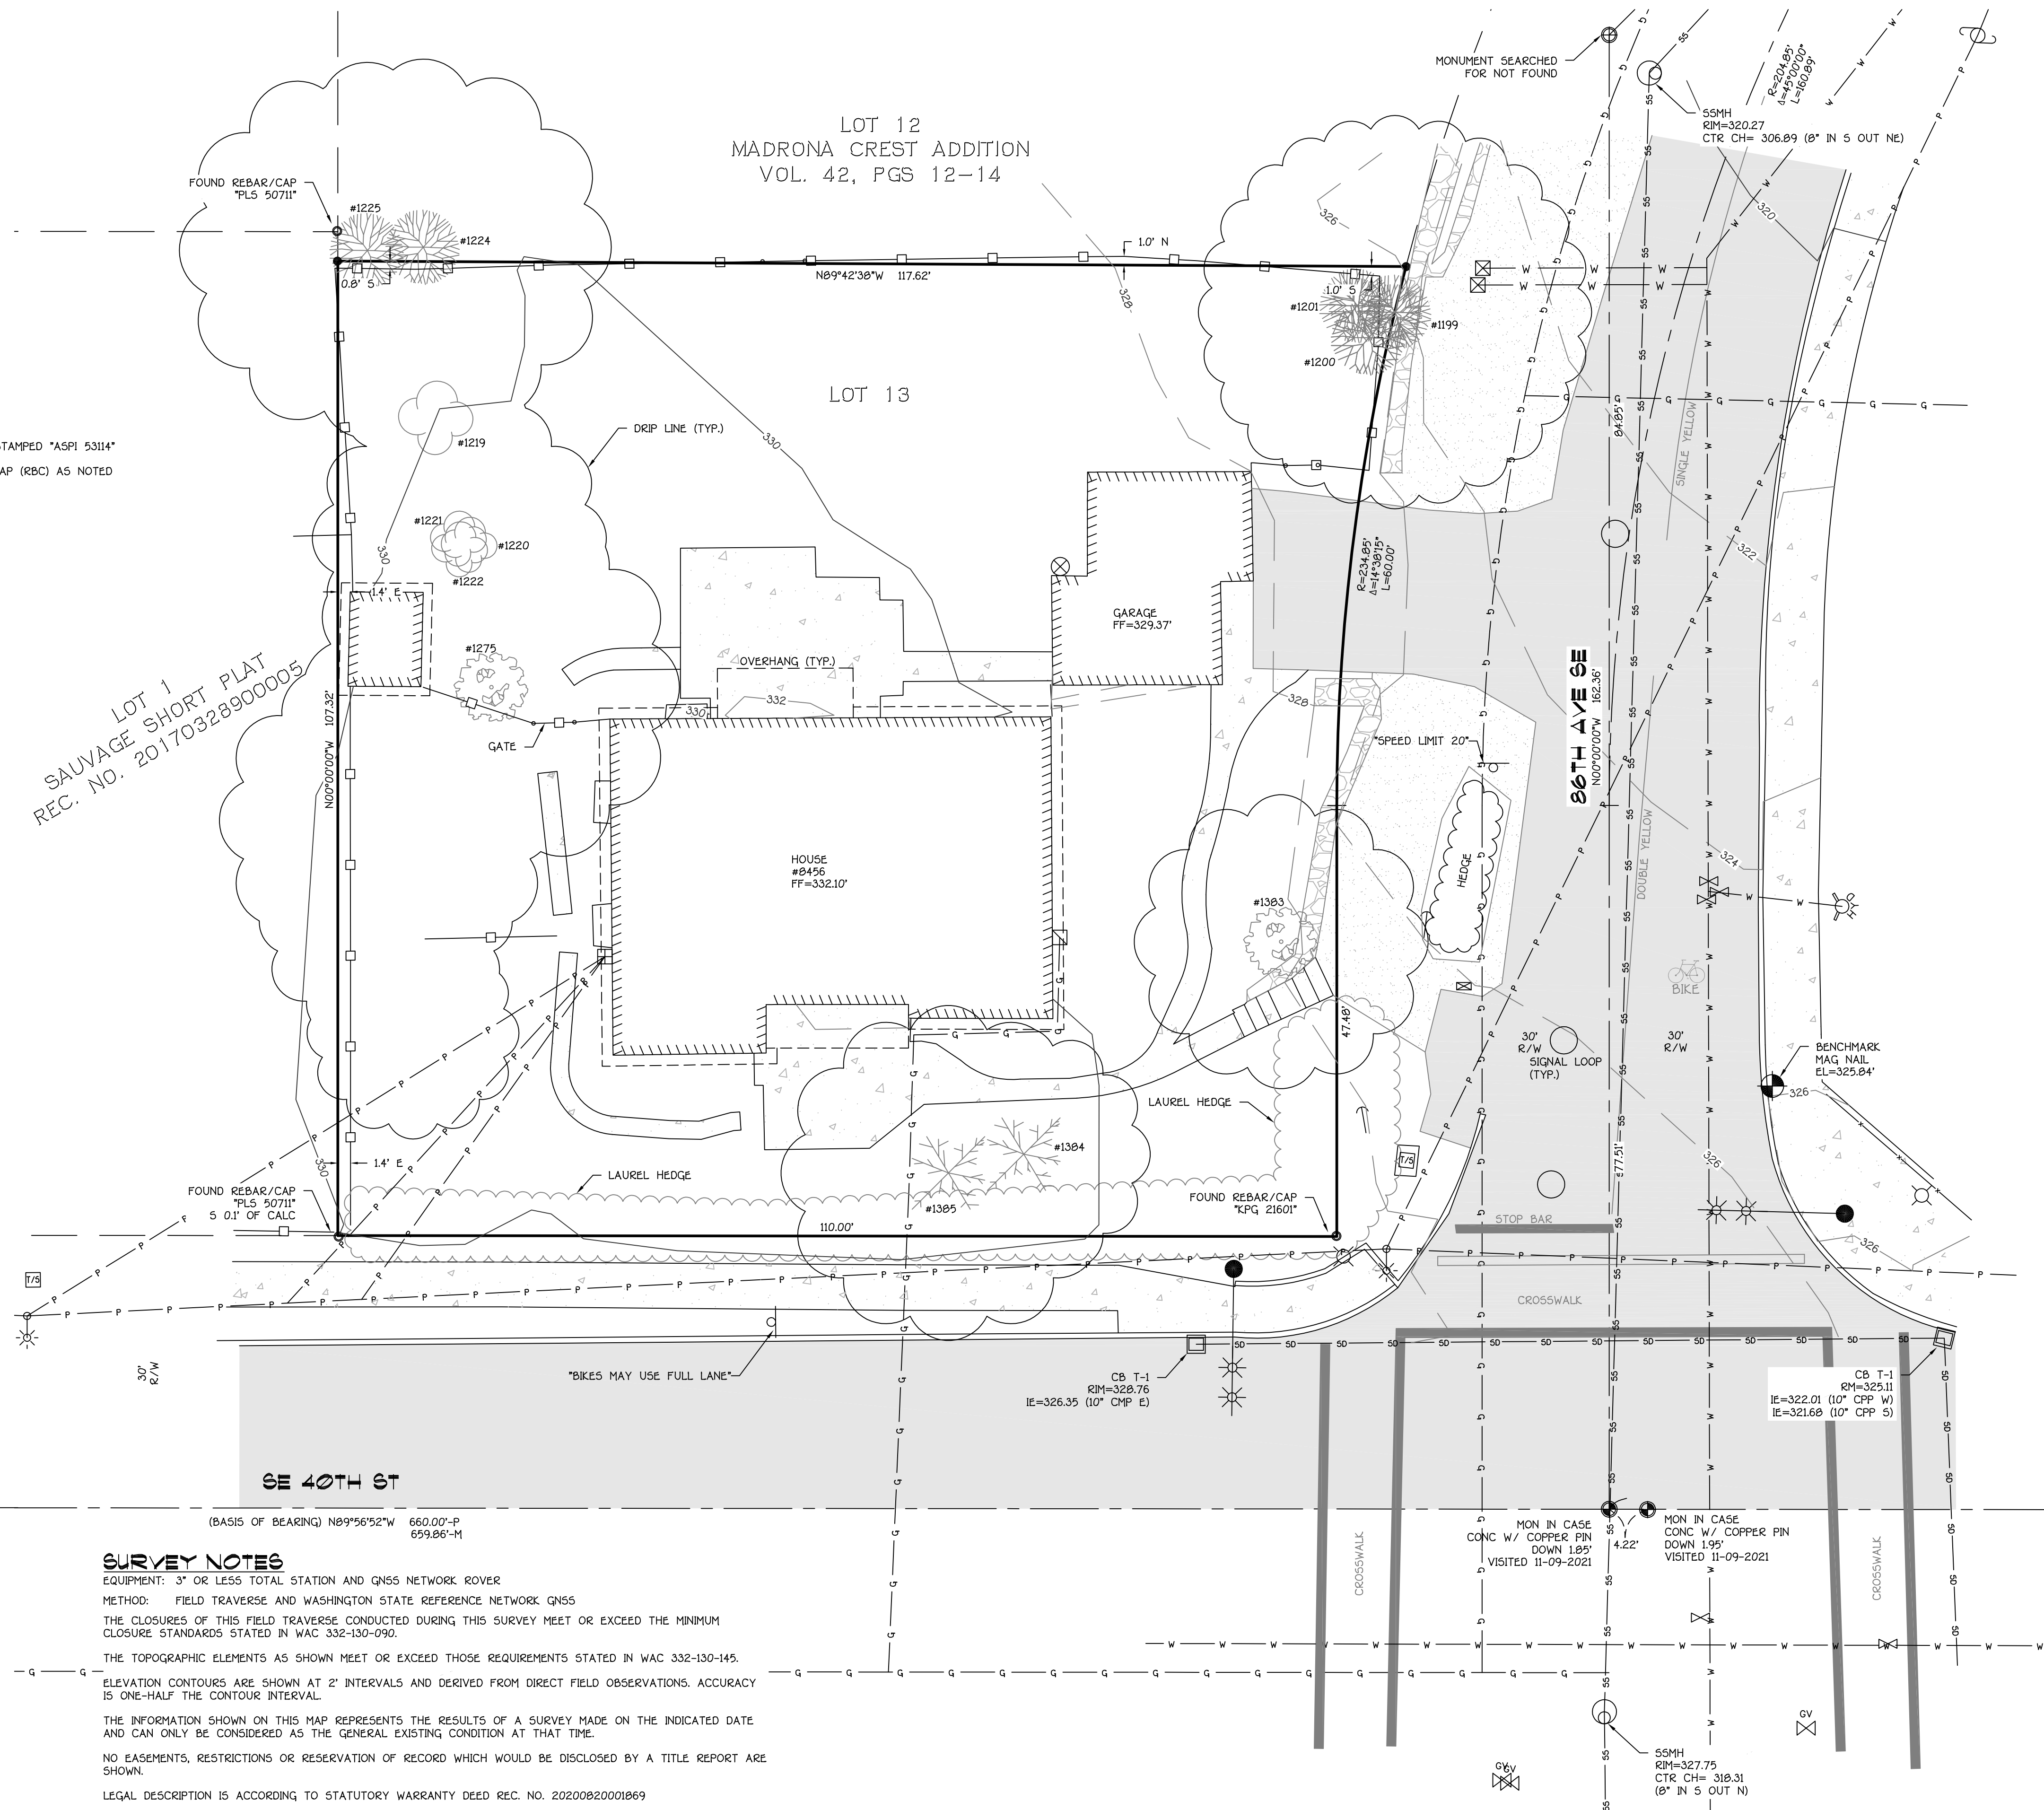 MONUMENT SEARCHED
FOR NOT FOUND
R=204.85'
Δ=45°00'00"
L=160.89'
SSMH
RIM=320.27
CTR CH= 306.89 (8" IN S OUT NE)
LOT 12
MADRONA CREST ADDITION
VOL. 42, PGS 12-14
FOUND REBAR/CAP
"PLS 50711"
#1225
#1224
0.8' S
N89°42'38"W 117.62'
1.0' N
1.0' S
#1201
#1199
#1200
326
328
320
LOT 13
330
DRIP LINE (TYP.)
#1219
STAMPED "ASPI 53114"
AP (RBC) AS NOTED
84.85'
SINGLE YELLOW
322
#1221
#1220
#1222
330
1.4' E
R=234.85'
Δ=14°38'15"
L=60.00'
GARAGE
FF=329.37'
#1275
OVERHANG (TYP.)
332
330
328
GATE
LOT 1
SAUVAGE SHORT PLAT
REC. NO. 20170328900005
N00°00'00"W 107.32'
"SPEED LIMIT 20"
86TH AVE SE
N00°00'00"W 162.36'
DOUBLE YELLOW
324
HOUSE
#8456
FF=332.10'
HEDGE
#1383
BIKE
47.48'
30'
R/W
30'
R/W
SIGNAL LOOP
(TYP.)
BENCHMARK
MAG NAIL
EL=325.84'
326
LAUREL HEDGE
#1384
#1385
LAUREL HEDGE
T/S
77.51'
326
330
1.4' E
FOUND REBAR/CAP
"PLS 50711"
S 0.1' OF CALC
FOUND REBAR/CAP
"KPG 21601"
110.00'
STOP BAR
326
T/S
CROSSWALK
30'
R/W
"BIKES MAY USE FULL LANE"
CB T-1
RIM=328.76
IE=326.35 (10" CMP E)
CB T-1
RM=325.11
IE=322.01 (10" CPP W)
IE=321.68 (10" CPP S)
SE 40TH ST
(BASIS OF BEARING) N89°56'52"W 660.00'-P
659.86'-M
MON IN CASE
CONC W/ COPPER PIN
DOWN 1.85'
VISITED 11-09-2021
4.22'
MON IN CASE
CONC W/ COPPER PIN
DOWN 1.95'
VISITED 11-09-2021
CROSSWALK
CROSSWALK
SURVEY NOTES
EQUIPMENT: 3" OR LESS TOTAL STATION AND GNSS NETWORK ROVER
METHOD: FIELD TRAVERSE AND WASHINGTON STATE REFERENCE NETWORK GNSS
THE CLOSURES OF THIS FIELD TRAVERSE CONDUCTED DURING THIS SURVEY MEET OR EXCEED THE MINIMUM
CLOSURE STANDARDS STATED IN WAC 332-130-090.
THE TOPOGRAPHIC ELEMENTS AS SHOWN MEET OR EXCEED THOSE REQUIREMENTS STATED IN WAC 332-130-145.
ELEVATION CONTOURS ARE SHOWN AT 2' INTERVALS AND DERIVED FROM DIRECT FIELD OBSERVATIONS. ACCURACY
IS ONE-HALF THE CONTOUR INTERVAL.
THE INFORMATION SHOWN ON THIS MAP REPRESENTS THE RESULTS OF A SURVEY MADE ON THE INDICATED DATE
AND CAN ONLY BE CONSIDERED AS THE GENERAL EXISTING CONDITION AT THAT TIME.
NO EASEMENTS, RESTRICTIONS OR RESERVATION OF RECORD WHICH WOULD BE DISCLOSED BY A TITLE REPORT ARE
SHOWN.
LEGAL DESCRIPTION IS ACCORDING TO STATUTORY WARRANTY DEED REC. NO. 20200820001869
GV
GV
GV
SSMH
RIM=327.75
CTR CH= 318.31
(8" IN S OUT N)